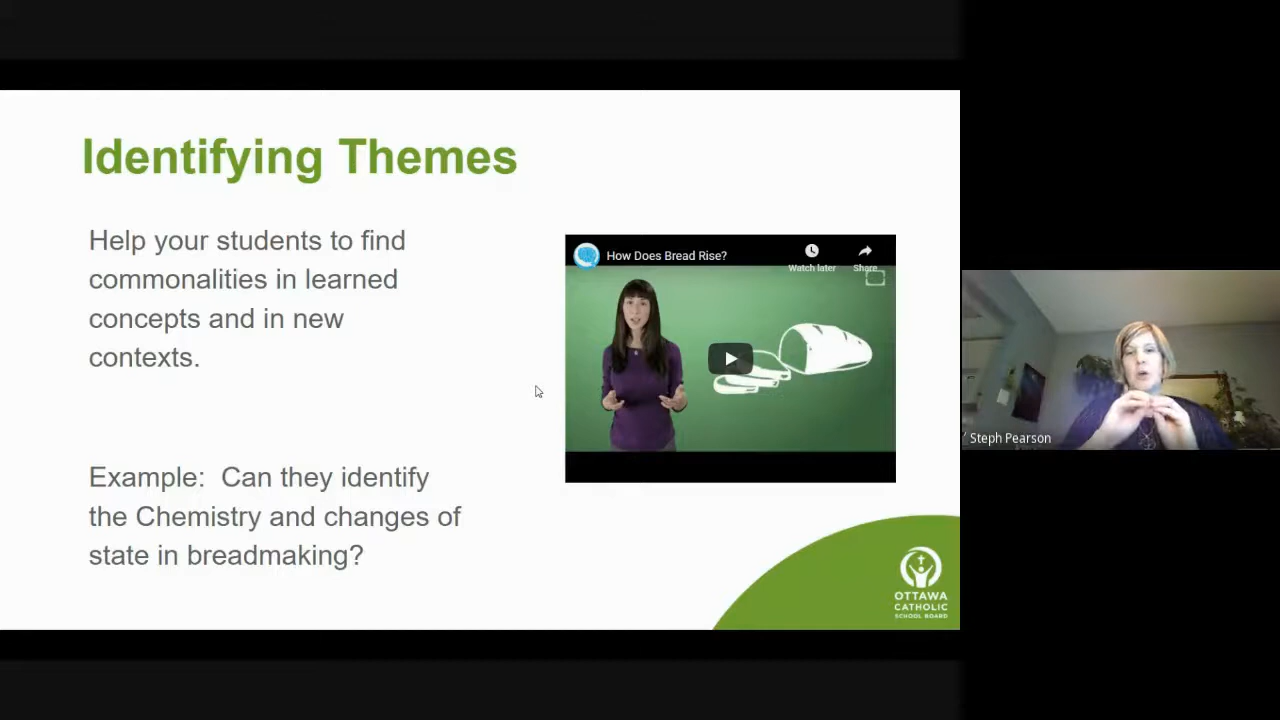 Identifying Themes
Help your students to find
commonalities in learned
concepts and in new
contexts.
Example:  Can they identify
the Chemistry and changes of
state in breadmaking?
How Does Bread Rise?
Watch later
Share
OTTAWA
CATHOLIC
SCHOOL BOARD
Steph Pearson